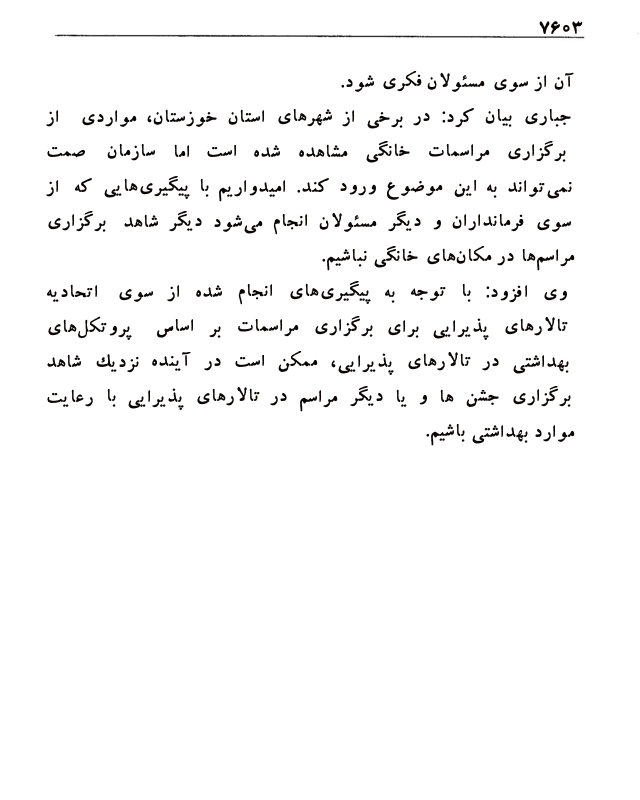 ۷۶۰۳
آن از سوی مسئولان فکری شود.
جباری بیان کرد: در برخی از شهرهای استان خوزستان، مواردی از
برگزاری مراسمات خانگی مشاهده شده است اما سازمان صمت
نمی‌تواند به این موضوع ورود کند. امیدواریم با پیگیری‌هایی که از
سوی فرمانداران و دیگر مسئولان انجام می‌شود دیگر شاهد برگزاری
مراسم‌ها در مکان‌های خانگی نباشیم.
وی افزود: با توجه به پیگیری‌های انجام شده از سوی اتحادیه
تالارهای پذیرایی برای برگزاری مراسمات بر اساس پروتکل‌های
بهداشتی در تالارهای پذیرایی، ممکن است در آینده نزدیک شاهد
برگزاری جشن ها و یا دیگر مراسم در تالارهای پذیرایی با رعایت
موارد بهداشتی باشیم.